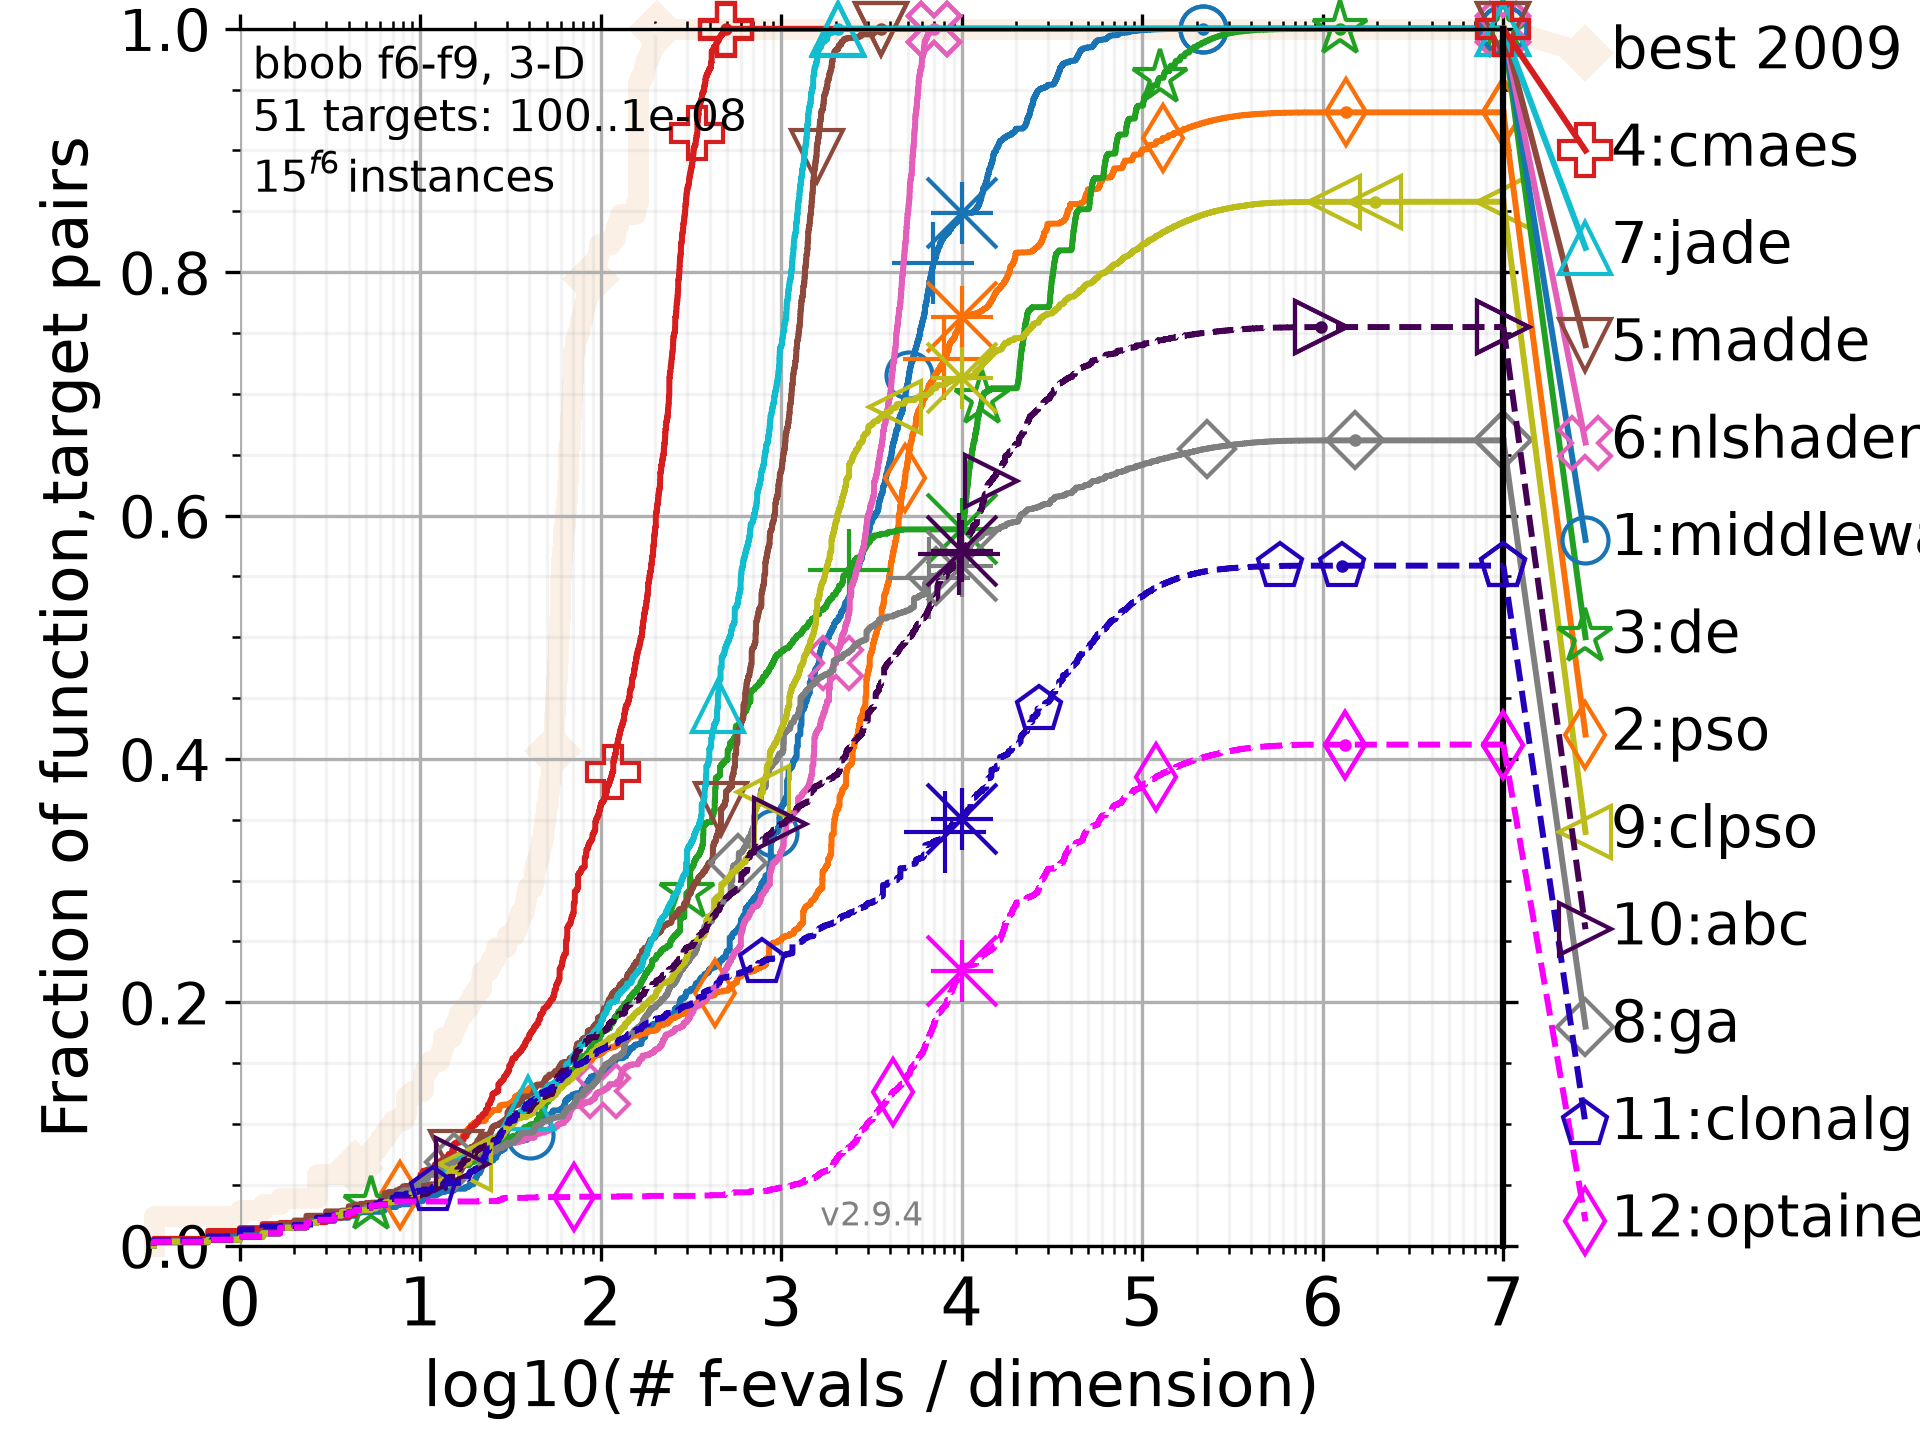 bbob f6-f9, 3-D
51 targets: 100..1e-08
15^f6 instances
Fraction of function,target pairs
1.0
0.8
0.6
0.4
0.2
0.0
0 1 2 3 4 5 6 7
log10(# f-evals / dimension)
v2.9.4
best 2009
4:cmaes
7:jade
5:madde
6:nlshader
1:middlewa
3:de
2:pso
9:clpso
10:abc
8:ga
11:clonalg
12:optaine